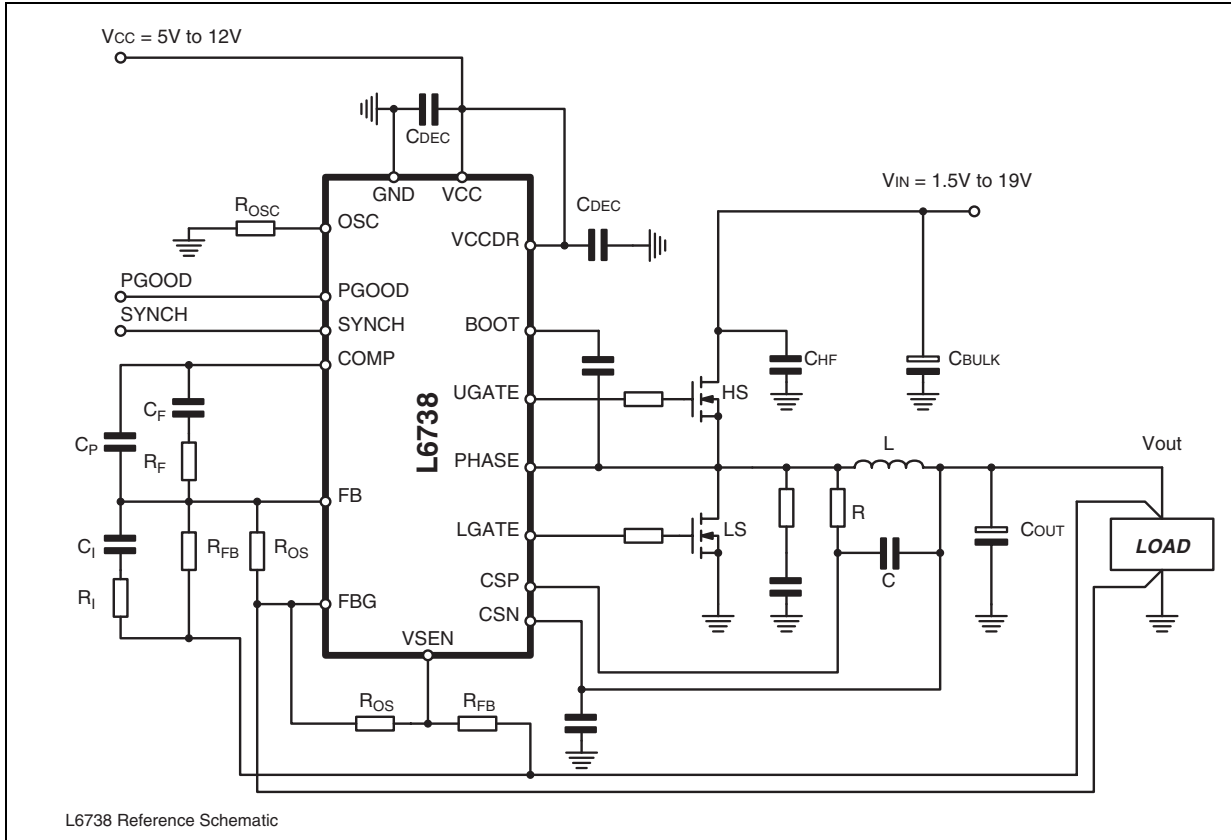 VCC = 5V to 12V
CDEC
GND
VCC
VIN = 1.5V to 19V
ROSC
OSC
CDEC
VCCDR
PGOOD
PGOOD
SYNCH
SYNCH
BOOT
COMP
CHF
CBULK
UGATE
HS
CF
CP
RF
L6738
PHASE
L
Vout
FB
R
LGATE
LS
COUT
CI
RFB
ROS
LOAD
C
CSP
RI
FBG
CSN
VSEN
ROS
RFB
L6738 Reference Schematic